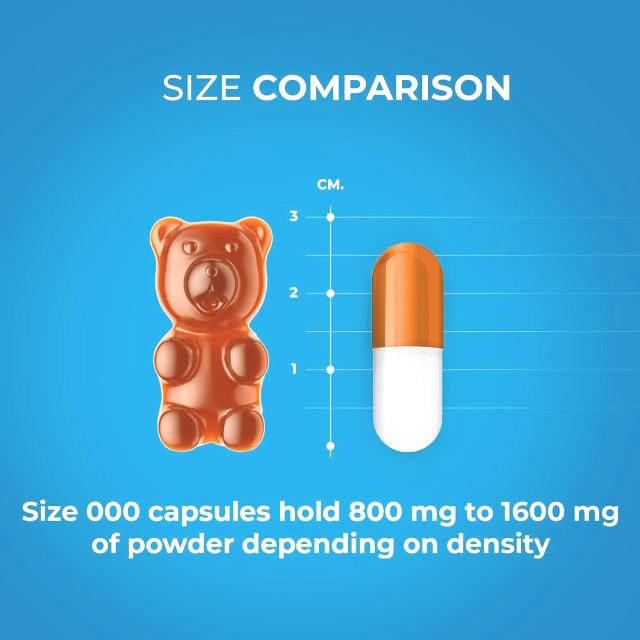 SIZE COMPARISON
CM.
3
2
1
Size 000 capsules hold 800 mg to 1600 mg
of powder depending on density